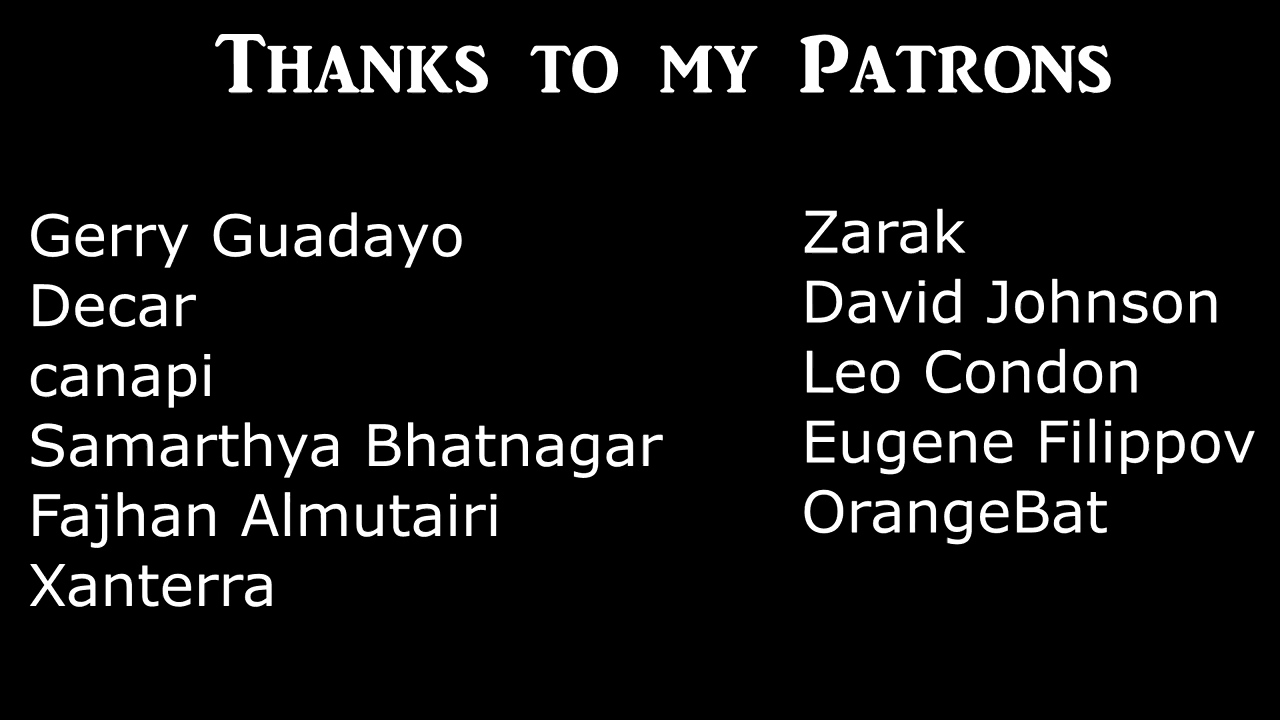 Thanks to my Patrons
Gerry Guadayo
Decar
canapi
Samarthya Bhatnagar
Fajhan Almutairi
Xanterra
Zarak
David Johnson
Leo Condon
Eugene Filippov
OrangeBat